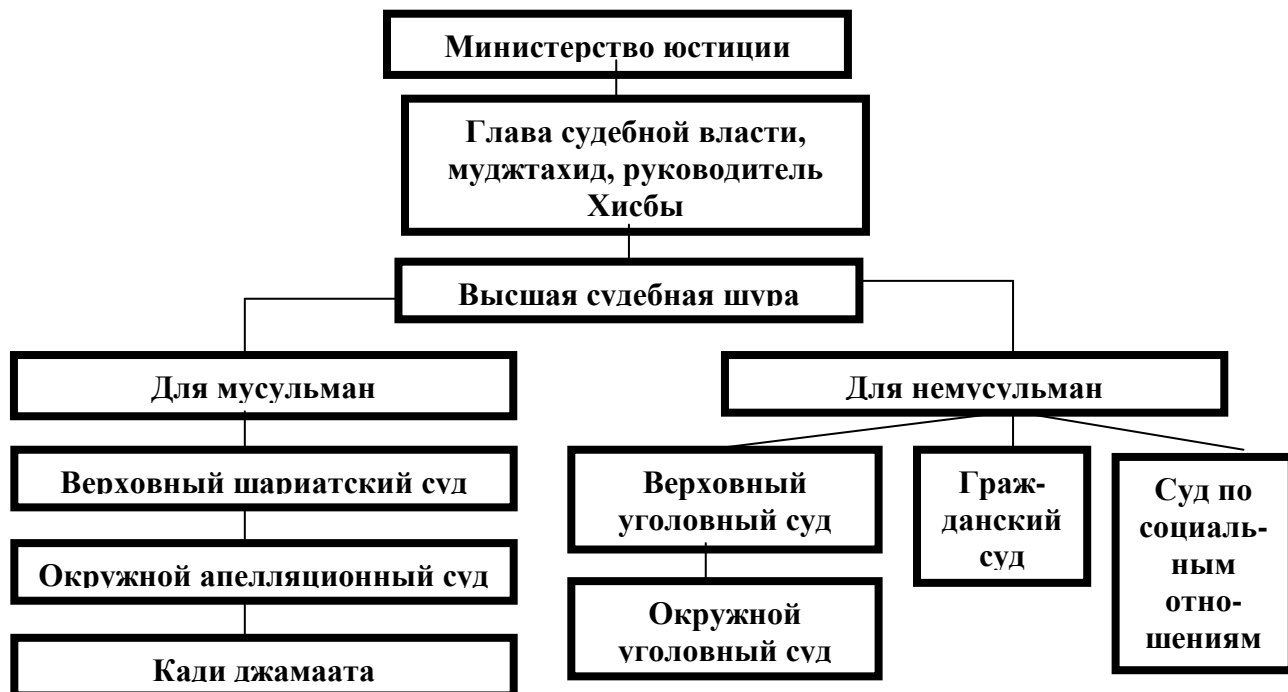 Министерство юстиции
Глава судебной власти,
муджтахид, руководитель
Хисбы
Высшая судебная шура
Для мусульман
Верховный шариатский суд
Окружной апелляционный суд
Кади джамаата
Для немусульман
Верховный
уголовный суд
Окружной
уголовный суд
Граж-
данский
суд
Суд по
социаль-
ным
отно-
шениям